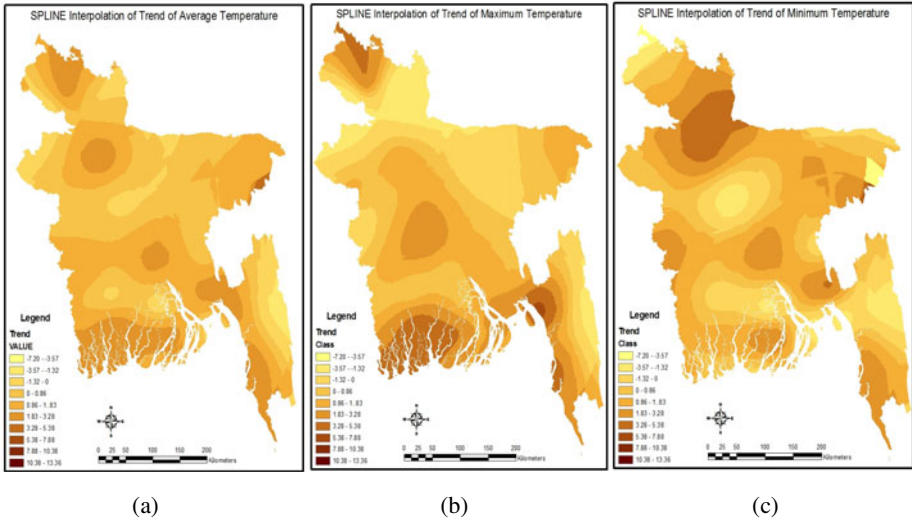 SPLINE Interpolation of Trend of Average Temperature
Legend
Trend
VALUE
-7.20 - -3.57
-3.57 - -1.32
-1.32 - 0
0 - 0.86
0.86 - 1.83
1.83 - 3.28
3.28 - 5.38
5.38 - 7.88
7.88 - 10.38
10.38 - 13.36
0 25 50 100 150 200
Kilometers
(a)
SPLINE Interpolation of Trend of Maximum Temperature
Legend
Trend
Class
-7.20 - -3.57
-3.57 - -1.32
-1.32 - 0
0 - 0.86
0.86 - 1.83
1.83 - 3.28
3.28 - 5.38
5.38 - 7.88
7.88 - 10.38
10.38 - 13.36
0 25 50 100 150 200
Kilometers
(b)
SPLINE Interpolation of Trend of Minimum Temperature
Legend
Trend
Class
-7.20 - -3.57
-3.57 - -1.32
-1.32 - 0
0 - 0.86
0.86 - 1.83
1.83 - 3.28
3.28 - 5.38
5.38 - 7.88
7.88 - 10.38
10.38 - 13.36
0 25 50 100 150 200
Kilometers
(c)